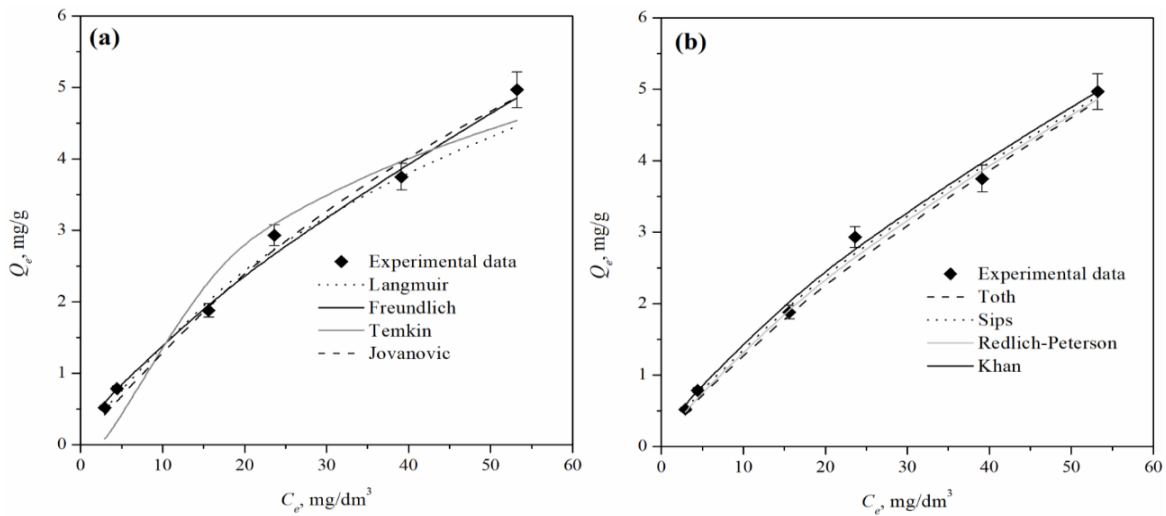 (a)
6
5
4
3
2
1
0
Qe, mg/g
Experimental data
Langmuir
Freundlich
Temkin
Jovanovic
0 10 20 30 40 50 60
Ce, mg/dm³
(b)
6
5
4
3
2
1
0
Qe, mg/g
Experimental data
Toth
Sips
Redlich-Peterson
Khan
0 10 20 30 40 50 60
Ce, mg/dm³